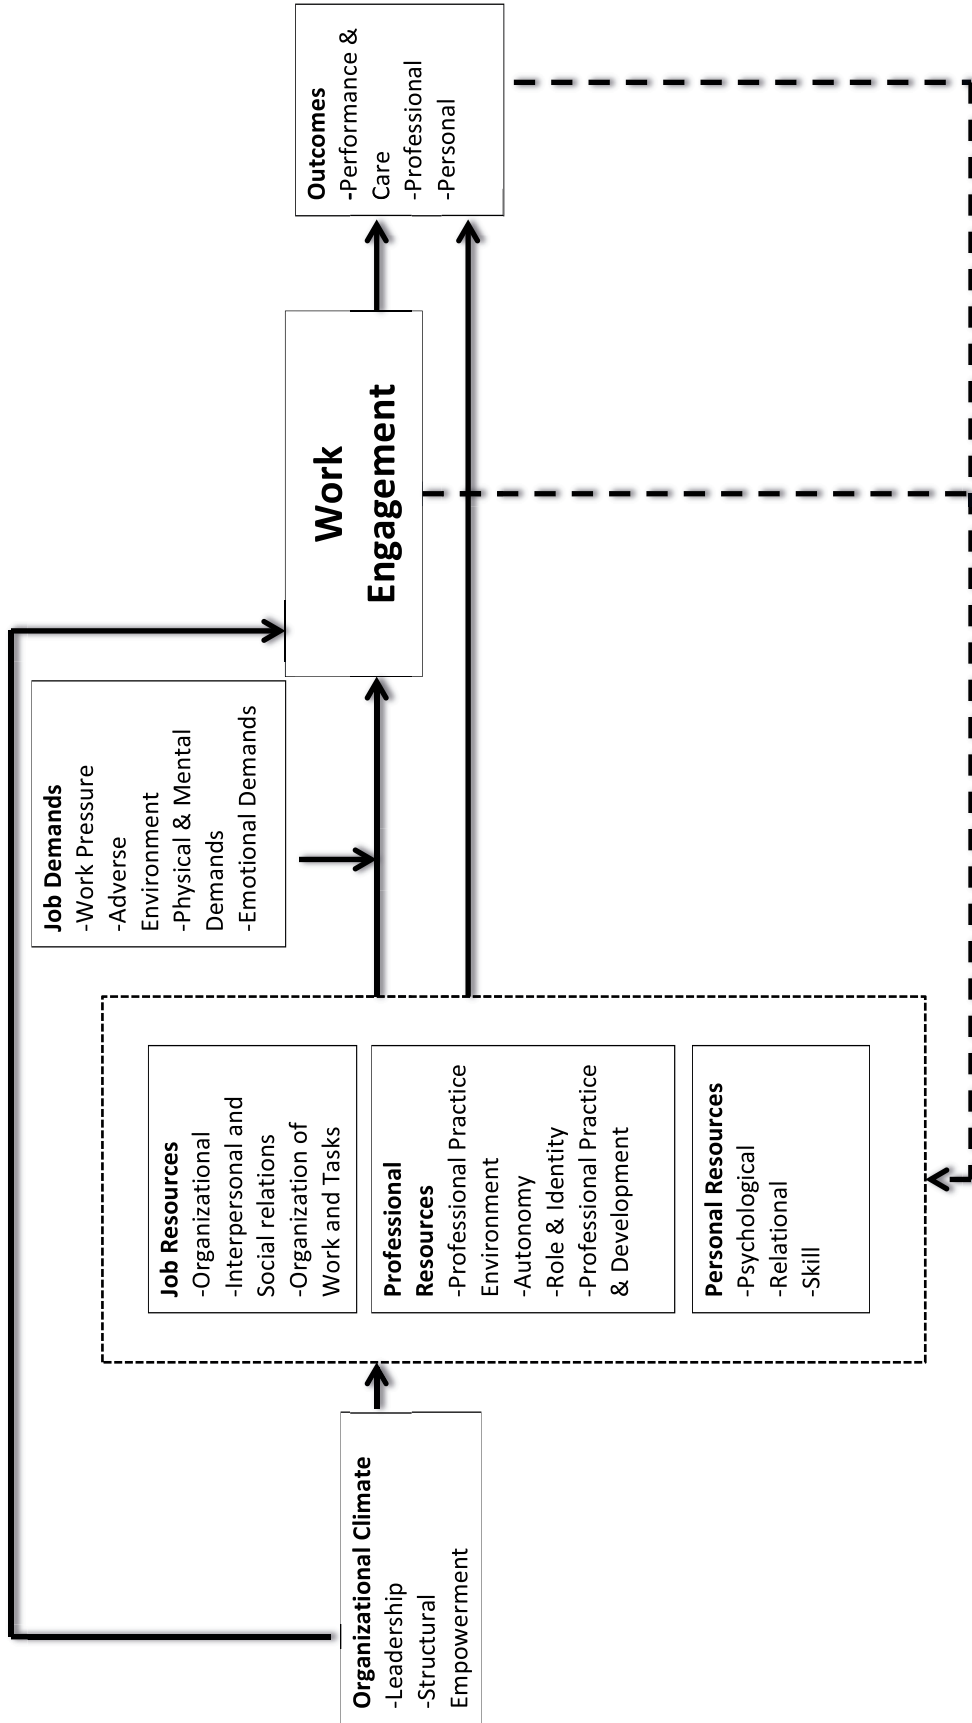 Organizational Climate
-Leadership
-Structural
Empowerment
Job Resources
-Organizational
-Interpersonal and
Social relations
-Organization of
Work and Tasks
Professional
Resources
-Professional Practice
Environment
-Autonomy
-Role & Identity
-Professional Practice
& Development
Personal Resources
-Psychological
-Relational
-Skill
Job Demands
-Work Pressure
-Adverse
Environment
-Physical & Mental
Demands
-Emotional Demands
Work
Engagement
Outcomes
-Performance &
Care
-Professional
-Personal